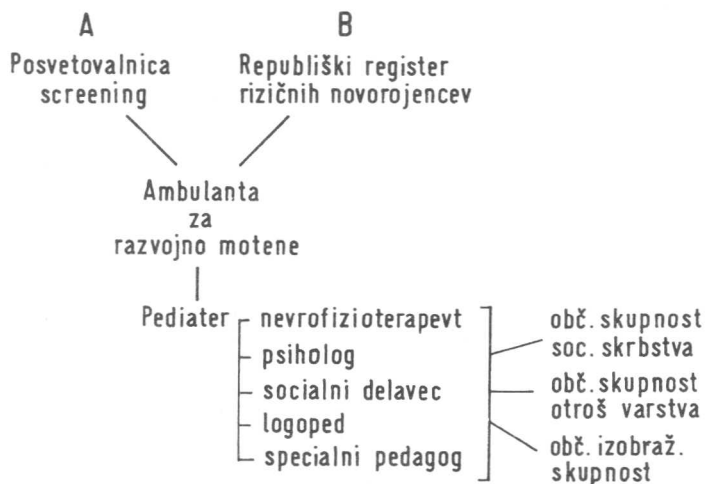 A
Posvetovalnica
screening
B
Republiški register
rizičnih novorojencev
Ambulanta
za
razvojno motene
Pediater
nevrofizioterapevt
psiholog
socialni delavec
logoped
specialni pedagog
obč. skupnost
soc. skrbstva
obč. skupnost
otroš varstva
obč. izobraž.
skupnost